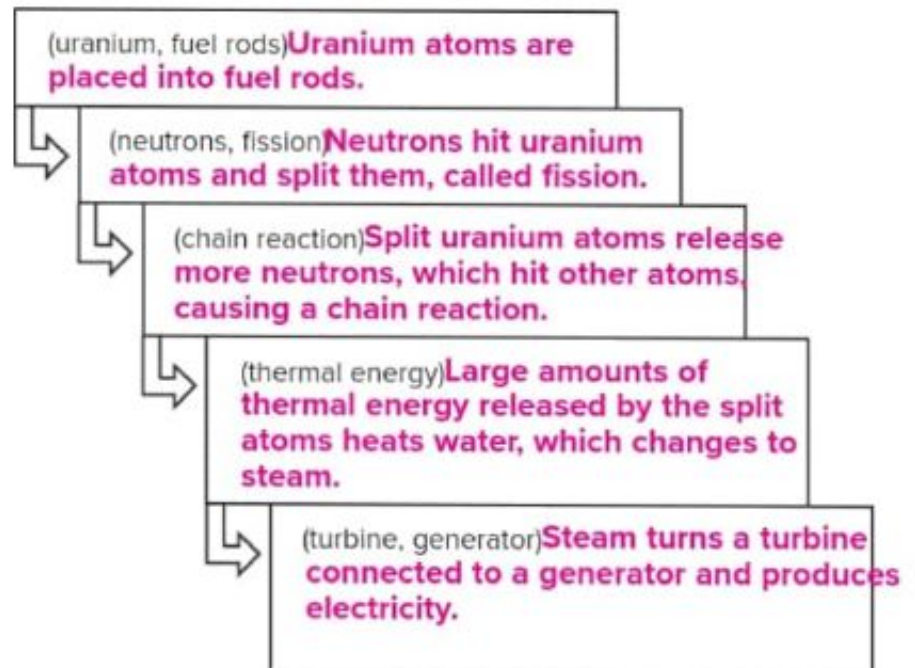 (uranium, fuel rods)Uranium atoms are
placed into fuel rods.
(neutrons, fission)Neutrons hit uranium
atoms and split them, called fission.
(chain reaction)Split uranium atoms release
more neutrons, which hit other atoms,
causing a chain reaction.
(thermal energy)Large amounts of
thermal energy released by the split
atoms heats water, which changes to
steam.
(turbine, generator)Steam turns a turbine
connected to a generator and produces
electricity.